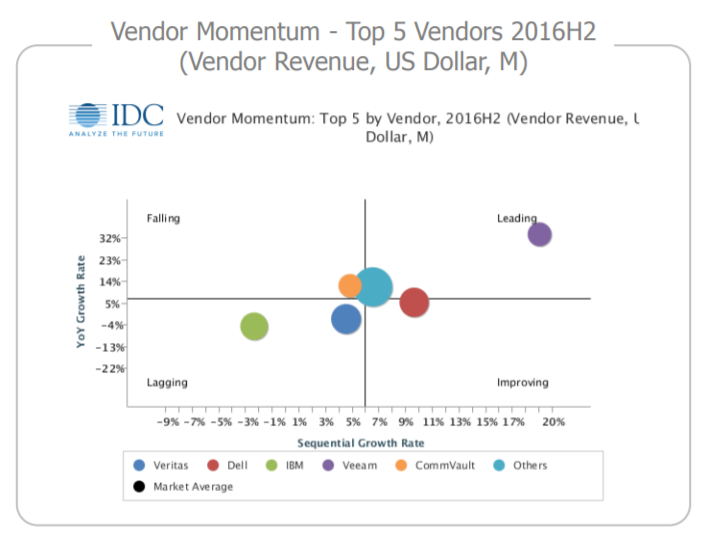 Vendor Momentum - Top 5 Vendors 2016H2
(Vendor Revenue, US Dollar, M)
IDC
ANALYZE THE FUTURE
Vendor Momentum: Top 5 by Vendor, 2016H2 (Vendor Revenue, U
Dollar, M)
Falling
Leading
32%
23%
14%
5%
-4%
-13%
-22%
YoY Growth Rate
Lagging
Improving
-9% -7% -5% -3% -1% 1% 3% 5% 7% 9% 11% 13% 15% 17% 20%
Sequential Growth Rate
Veritas Dell IBM Veeam CommVault Others
Market Average